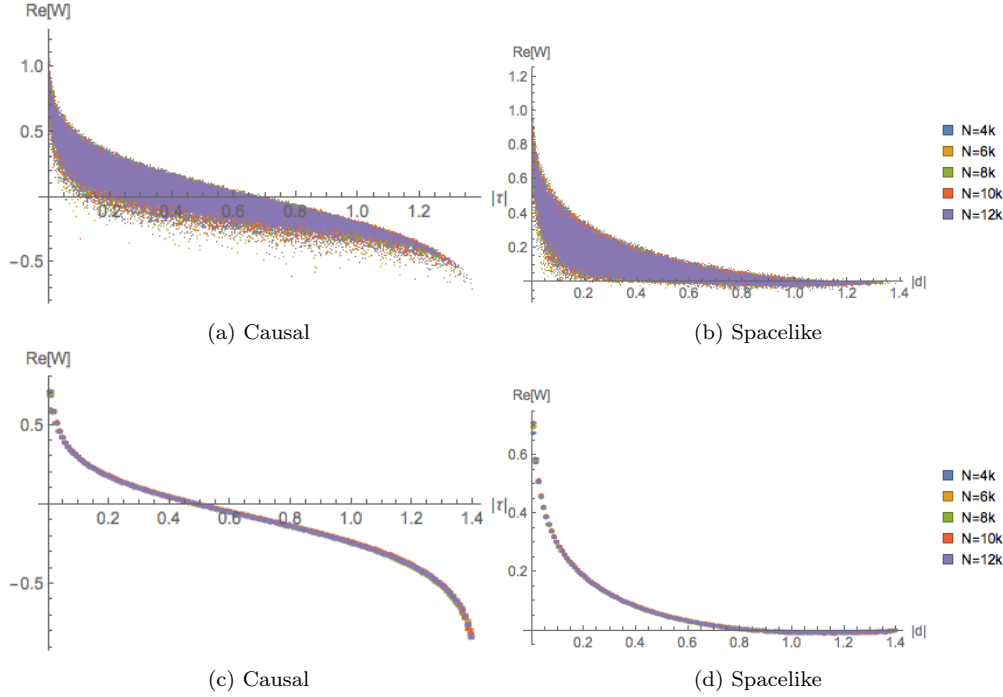 Re[W]
1.0
0.5
−0.5
0.2 0.4 0.6 0.8 1.0 1.2
|τ|
(a) Causal
Re[W]
1.2
1.0
0.8
0.6
0.4
0.2
0.2 0.4 0.6 0.8 1.0 1.2 1.4
|d|
(b) Spacelike
N=4k
N=6k
N=8k
N=10k
N=12k
Re[W]
0.5
−0.5
0.2 0.4 0.6 0.8 1.0 1.2 1.4
|τ|
(c) Causal
Re[W]
0.6
0.4
0.2
0.0
0.2 0.4 0.6 0.8 1.0 1.2 1.4
|d|
(d) Spacelike
N=4k
N=6k
N=8k
N=10k
N=12k